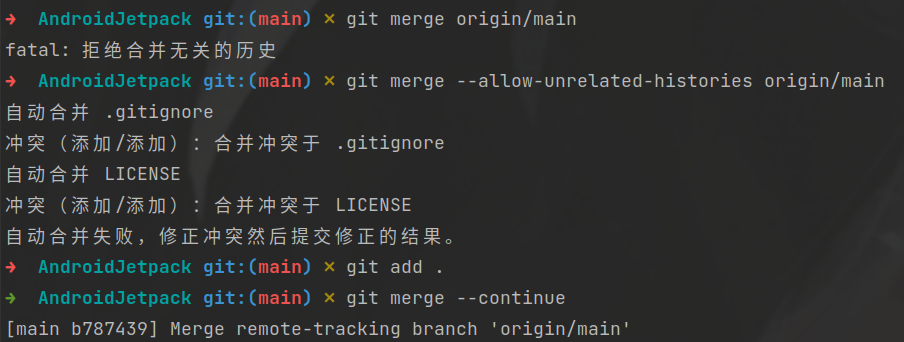 ➜  AndroidJetpack git:(main) ✗ git merge origin/main
fatal: 拒绝合并无关的历史
➜  AndroidJetpack git:(main) ✗ git merge --allow-unrelated-histories origin/main
自动合并 .gitignore
冲突（添加/添加）：合并冲突于 .gitignore
自动合并 LICENSE
冲突（添加/添加）：合并冲突于 LICENSE
自动合并失败，修正冲突然后提交修正的结果。
➜  AndroidJetpack git:(main) ✗ git add .
➜  AndroidJetpack git:(main) ✗ git merge --continue
[main b787439] Merge remote-tracking branch 'origin/main'